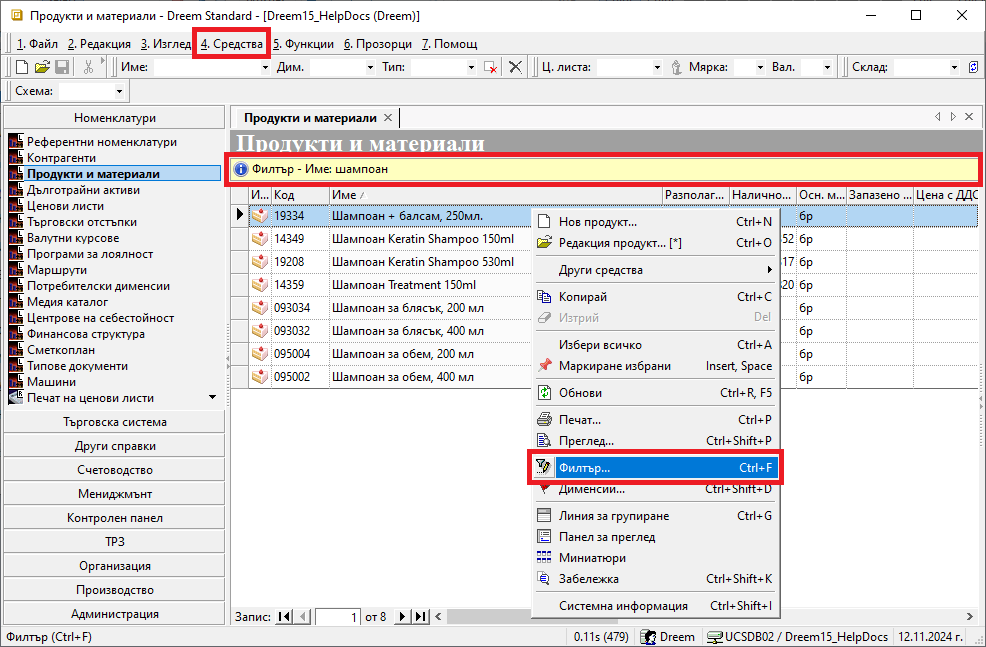 Продукти и материали - Dreem Standard - [Dreem15_HelpDocs (Dreem)]
1. Файл 2. Редакция 3. Изглед 4. Средства 5. Функции 6. Прозорци 7. Помощ
Име: Дим. Тип: Ц. листа: Мярка: Вал. Склад:
Схема:
Номенклатури
Референтни номенклатури
Контрагенти
Продукти и материали
Дълготрайни активи
Ценови листи
Търговски отстъпки
Валутни курсове
Програми за лоялност
Маршрути
Потребителски дименсии
Медия каталог
Центрове на себестойност
Финансова структура
Сметкоплан
Типове документи
Машини
Печат на ценови листи
Търговска система
Други справки
Счетоводство
Мениджмънт
Контролен панел
ТРЗ
Организация
Производство
Администрация
Продукти и материали
Продукти и материали
Филтър - Име: шампоан
И... Код Име Разполаг... Налично... Осн. м... Запазено ... Цена с ДДС
19334 Шампоан + балсам, 250мл. бр
14349 Шампоан Keratin Shampoo 150ml 52 бр
19208 Шампоан Keratin Shampoo 530ml 17 бр
14359 Шампоан Treatment 150ml 20 бр
093034 Шампоан за блясък, 200 мл бр
093032 Шампоан за блясък, 400 мл бр
095004 Шампоан за обем, 200 мл бр
095002 Шампоан за обем, 400 мл бр
Нов продукт... Ctrl+N
Редакция продукт... [*] Ctrl+O
Други средства
Копирай Ctrl+C
Изтрий Del
Избери всичко Ctrl+A
Маркиране избрани Insert, Space
Обнови Ctrl+R, F5
Печат... Ctrl+P
Преглед... Ctrl+Shift+P
Филтър... Ctrl+F
Дименсии... Ctrl+Shift+D
Линия за групиране Ctrl+G
Панел за преглед
Миниатюри
Забележка Ctrl+Shift+K
Системна информация Ctrl+Shift+I
Запис: 1 от 8
Филтър (Ctrl+F) 0.11s (479) Dreem UCSDB02 / Dreem15_HelpDocs 12.11.2024 г.